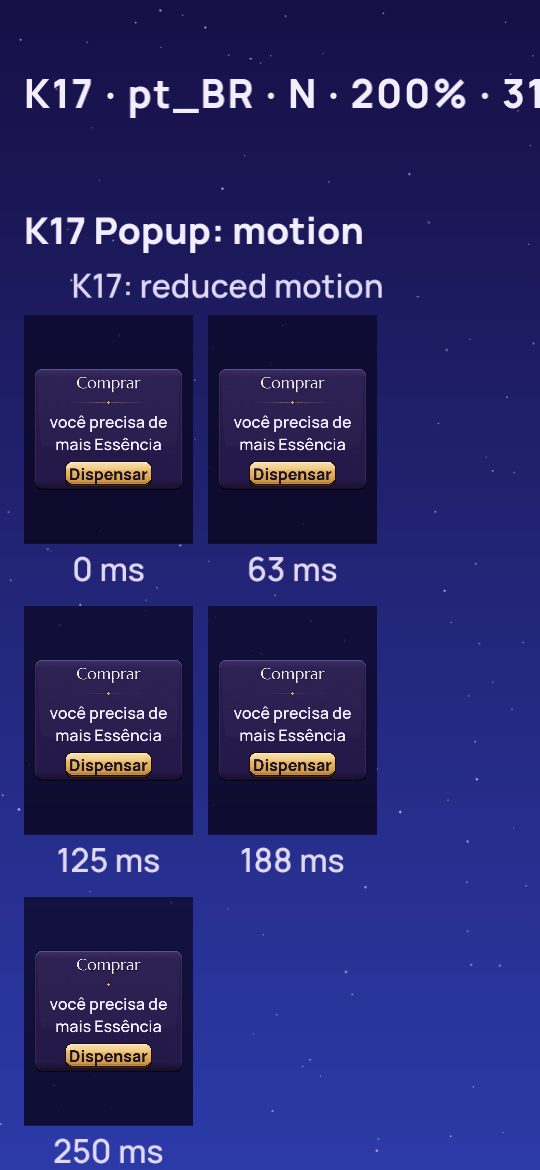 K17 · pt_BR · N · 200% · 31
K17 Popup: motion
K17: reduced motion
Comprar
você precisa de
mais Essência
Dispensar
0 ms
Comprar
você precisa de
mais Essência
Dispensar
63 ms
Comprar
você precisa de
mais Essência
Dispensar
125 ms
Comprar
você precisa de
mais Essência
Dispensar
188 ms
Comprar
você precisa de
mais Essência
Dispensar
250 ms